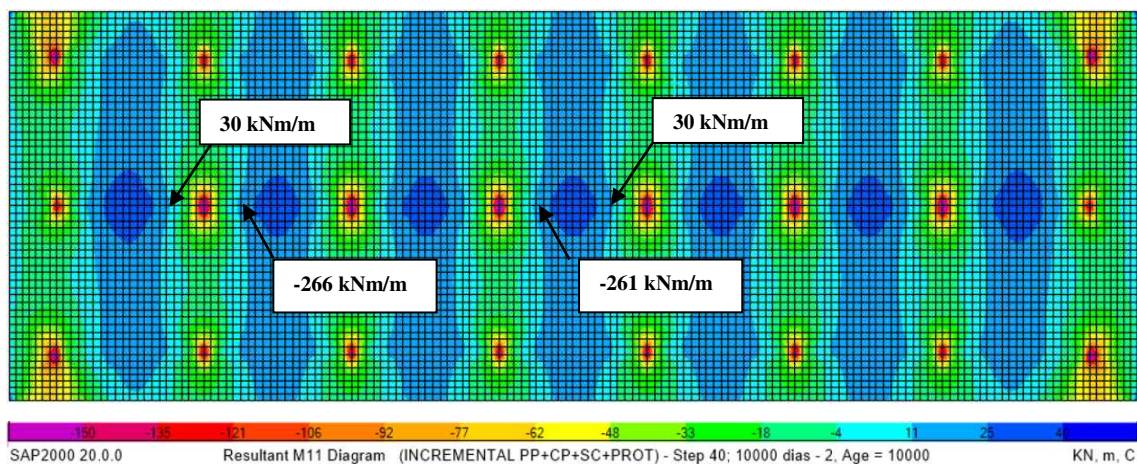 30 kNm/m
30 kNm/m
-266 kNm/m
-261 kNm/m
-150 -135 -121 -106 -92 -77 -62 -48 -33 -18 -4 11 25 40
SAP2000 20.0.0 Resultant M11 Diagram (INCREMENTAL PP+CP+SC+PROT) - Step 40; 10000 dias - 2, Age = 10000 KN, m, C